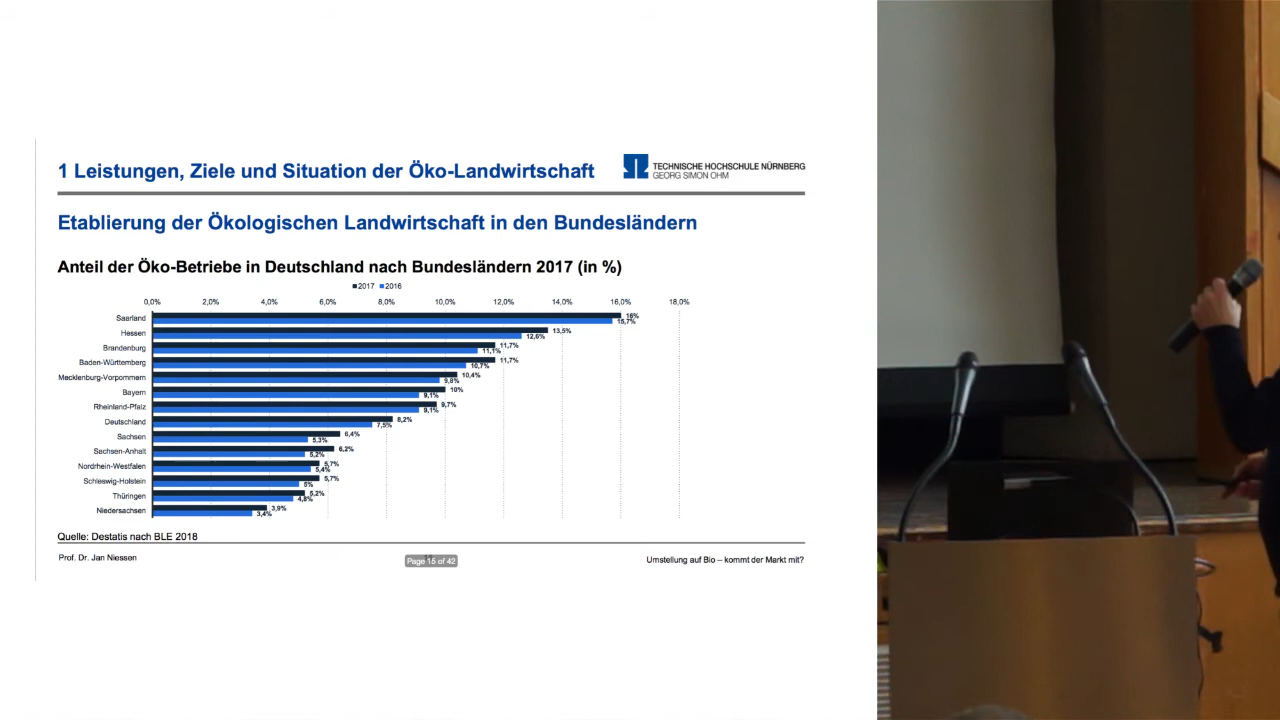 1 Leistungen, Ziele und Situation der Öko-Landwirtschaft
TECHNISCHE HOCHSCHULE NÜRNBERG
GEORG SIMON OHM
Etablierung der Ökologischen Landwirtschaft in den Bundesländern
Anteil der Öko-Betriebe in Deutschland nach Bundesländern 2017 (in %)
2017 2016
0,0% 2,0% 4,0% 6,0% 8,0% 10,0% 12,0% 14,0% 16,0% 18,0%
Saarland 16% 15,7%
Hessen 13,5% 12,6%
Brandenburg 11,7% 11,1%
Baden-Württemberg 11,7% 10,7%
Mecklenburg-Vorpommern 10,4% 9,8%
Bayern 10% 9,1%
Rheinland-Pfalz 9,7% 9,1%
Deutschland 8,2% 7,5%
Sachsen 6,4% 5,3%
Sachsen-Anhalt 6,2% 5,2%
Nordrhein-Westfalen 5,7% 5,4%
Schleswig-Holstein 5,7% 5%
Thüringen 5,2% 4,8%
Niedersachsen 3,9% 3,4%
Quelle: Destatis nach BLE 2018
Prof. Dr. Jan Niessen
Page 15 of 42
Umstellung auf Bio – kommt der Markt mit?